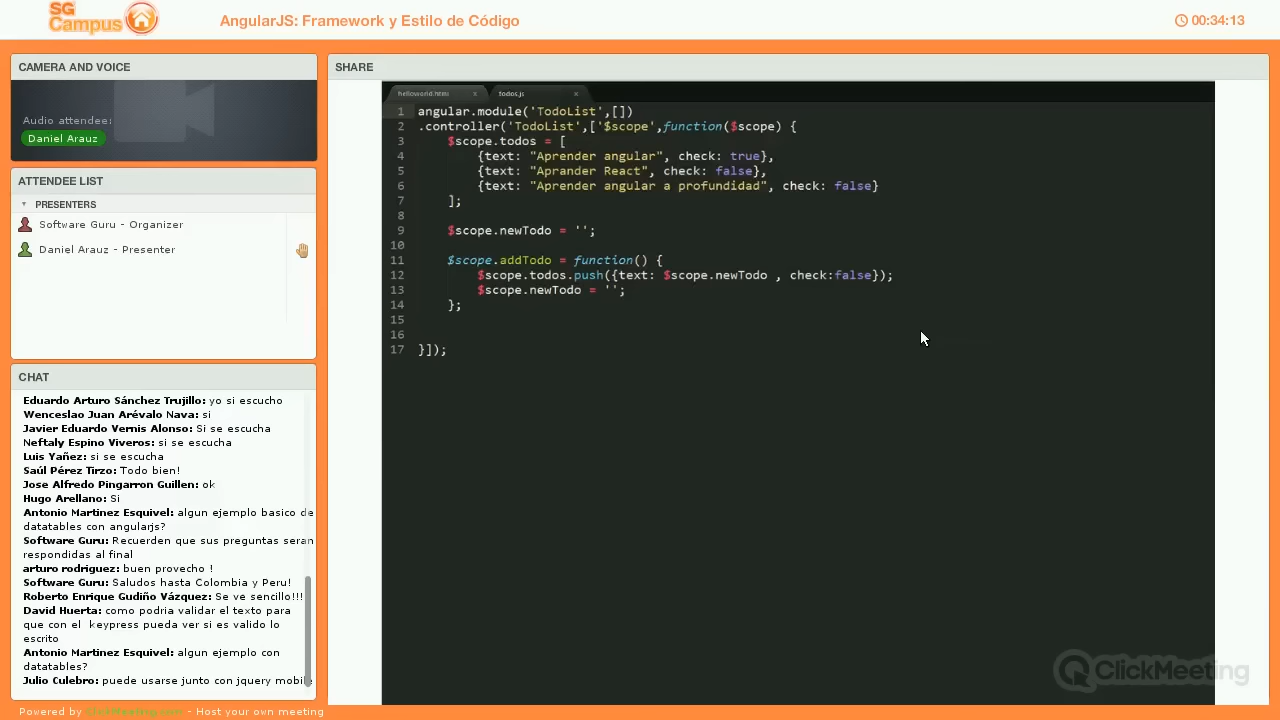 SG
Campus
AngularJS: Framework y Estilo de Código
00:34:13
CAMERA AND VOICE
Audio attendee:
Daniel Arauz
ATTENDEE LIST
PRESENTERS
Software Guru - Organizer
Daniel Arauz - Presenter
CHAT
Eduardo Arturo Sánchez Trujillo: yo si escucho
Wenceslao Juan Arévalo Nava: si
Javier Eduardo Vernis Alonso: Si se escucha
Neftaly Espino Viveros: si se escucha
Luis Yañez: si se escucha
Saúl Pérez Tirzo: Todo bien!
Jose Alfredo Pingarron Guillen: ok
Hugo Arellano: Si
Antonio Martinez Esquivel: algun ejemplo basico de
datatables con angularjs?
Software Guru: Recuerden que sus preguntas seran
respondidas al final
arturo rodriguez: buen provecho !
Software Guru: Saludos hasta Colombia y Peru!
Roberto Enrique Gudiño Vázquez: Se ve sencillo!!!
David Huerta: como podria validar el texto para
que con el keypress pueda ver si es valido lo
escrito
Antonio Martinez Esquivel: algun ejemplo con
datatables?
Julio Culebro: puede usarse junto con jquery mobile
Powered by ClickMeeting.com - Host your own meeting
SHARE
helloworld.html x todos.js x
1 angular.module('TodoList',[])
2 .controller('TodoList',['$scope',function($scope) {
3 $scope.todos = [
4 {text: "Aprender angular", check: true},
5 {text: "Aprander React", check: false},
6 {text: "Aprender angular a profundidad", check: false}
7 ];
8
9 $scope.newTodo = '';
10
11 $scope.addTodo = function() {
12 $scope.todos.push({text: $scope.newTodo , check:false});
13 $scope.newTodo = '';
14 };
15
16
17 }]);
ClickMeeting